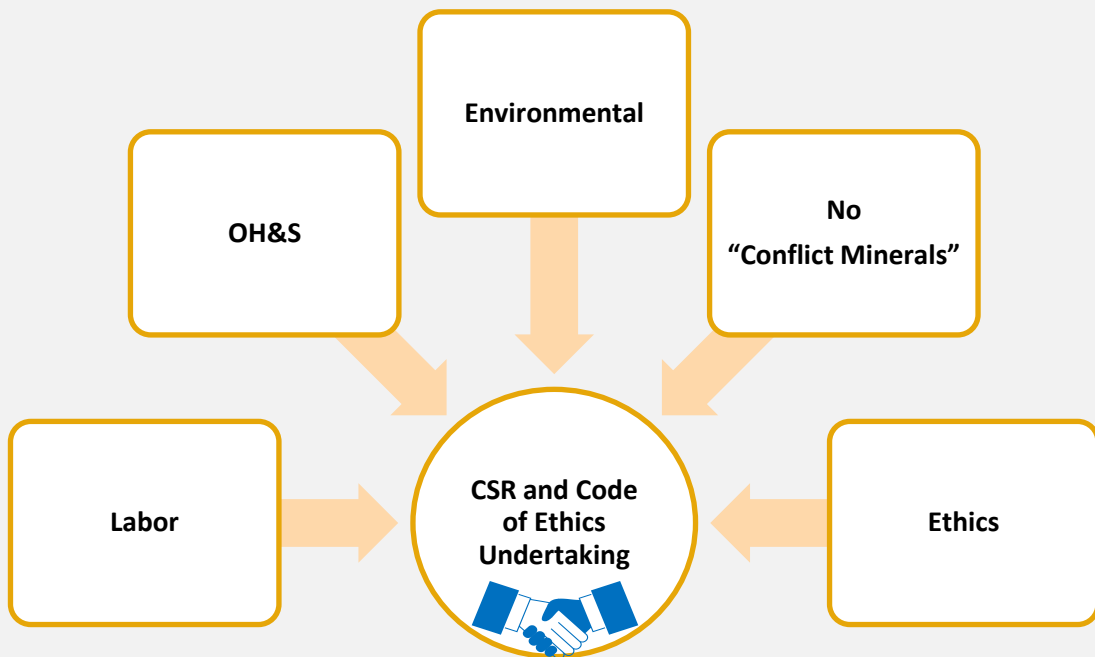 Environmental
OH&S
No
“Conflict Minerals”
Labor
CSR and Code
of Ethics
Undertaking
Ethics